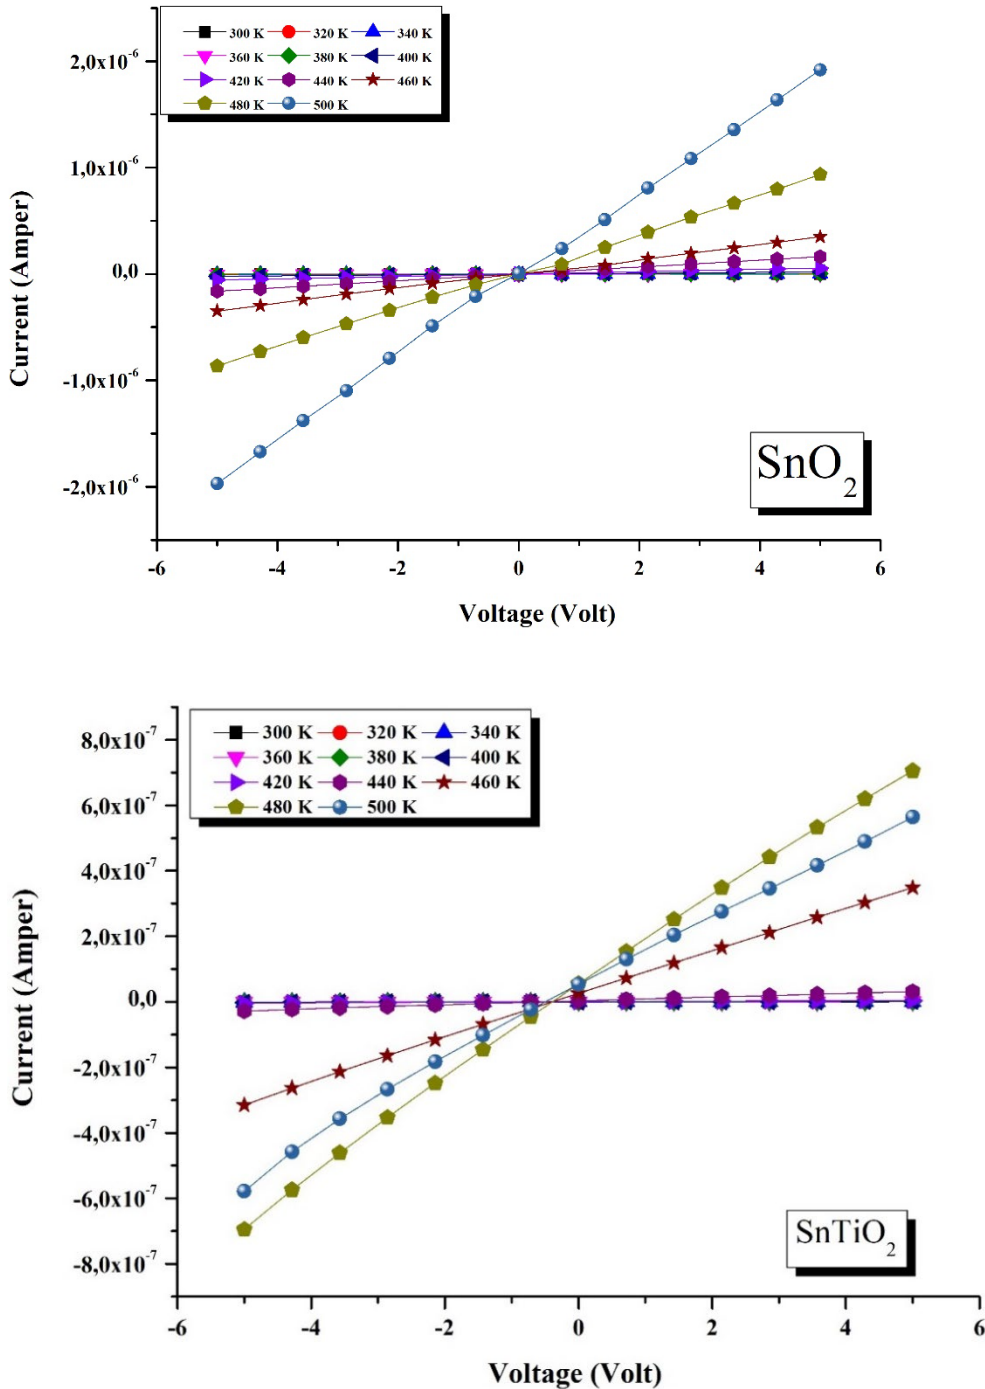 300 K 320 K 340 K
360 K 380 K 400 K
420 K 440 K 460 K
480 K 500 K
2,0x10⁻⁶
1,0x10⁻⁶
0,0
-1,0x10⁻⁶
-2,0x10⁻⁶
Current (Amper)
SnO₂
-6 -4 -2 0 2 4 6
Voltage (Volt)
300 K 320 K 340 K
360 K 380 K 400 K
420 K 440 K 460 K
480 K 500 K
8,0x10⁻⁷
6,0x10⁻⁷
4,0x10⁻⁷
2,0x10⁻⁷
0,0
-2,0x10⁻⁷
-4,0x10⁻⁷
-6,0x10⁻⁷
-8,0x10⁻⁷
Current (Amper)
SnTiO₂
-6 -4 -2 0 2 4 6
Voltage (Volt)